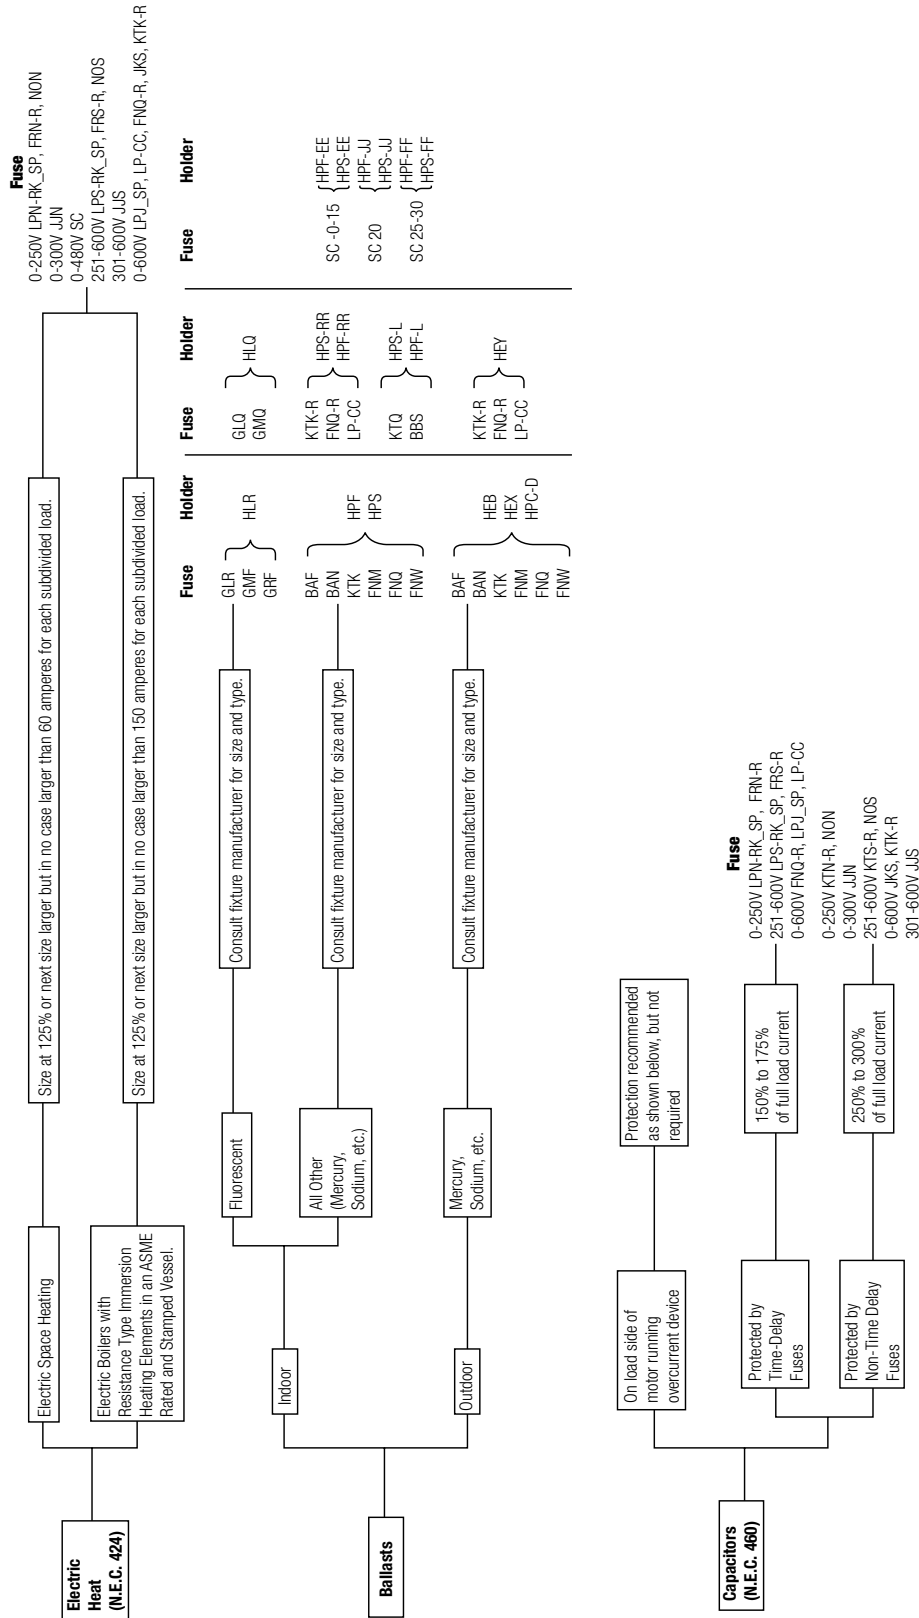 Electric
Heat
(N.E.C. 424)
Electric Space Heating
Size at 125% or next size larger but in no case larger than 60 amperes for each subdivided load.
Electric Boilers with
Resistance Type Immersion
Heating Elements in an ASME
Rated and Stamped Vessel.
Size at 125% or next size larger but in no case larger than 150 amperes for each subdivided load.
Fuse
0-250V LPN-RK_SP, FRN-R, NON
0-300V JJN
0-480V SC
251-600V LPS-RK_SP, FRS-R, NOS
301-600V JJS
0-600V LPJ_SP, LP-CC, FNQ-R, JKS, KTK-R
Ballasts
Indoor
Fluorescent
Consult fixture manufacturer for size and type.
All Other
(Mercury,
Sodium, etc.)
Consult fixture manufacturer for size and type.
Outdoor
Mercury,
Sodium, etc.
Consult fixture manufacturer for size and type.
Fuse
Holder
GLR
GMF
GRF
HLR
BAF
BAN
KTK
FNM
FNQ
FNW
HPF
HPS
BAF
BAN
KTK
FNM
FNQ
FNW
HEB
HEX
HPC-D
Fuse
Holder
GLQ
GMQ
HLQ
KTK-R
FNQ-R
LP-CC
HPS-RR
HPF-RR
KTQ
BBS
HPS-L
HPF-L
KTK-R
FNQ-R
LP-CC
HEY
Fuse
Holder
SC -0-15
HPF-EE
HPS-EE
SC 20
HPF-JJ
HPS-JJ
SC 25-30
HPF-FF
HPS-FF
Capacitors
(N.E.C. 460)
On load side of
motor running
overcurrent device
Protection recommended
as shown below, but not
required
Protected by
Time-Delay
Fuses
150% to 175%
of full load current
Fuse
0-250V LPN-RK_SP, FRN-R
251-600V LPS-RK_SP, FRS-R
0-600V FNQ-R, LPJ_SP, LP-CC
Protected by
Non-Time Delay
Fuses
250% to 300%
of full load current
0-250V KTN-R, NON
0-300V JJN
251-600V KTS-R, NOS
0-600V JKS, KTK-R
301-600V JJS